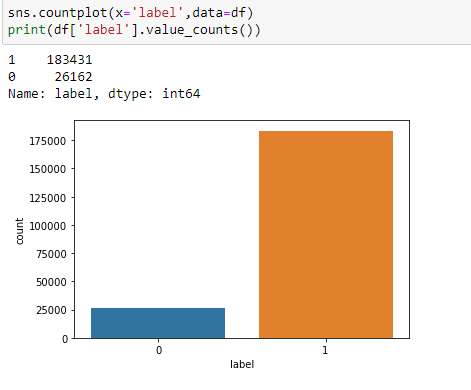 sns.countplot(x='label',data=df)
print(df['label'].value_counts())
1    183431
0     26162
Name: label, dtype: int64
175000
150000
125000
100000
75000
50000
25000
0
count
0
1
label